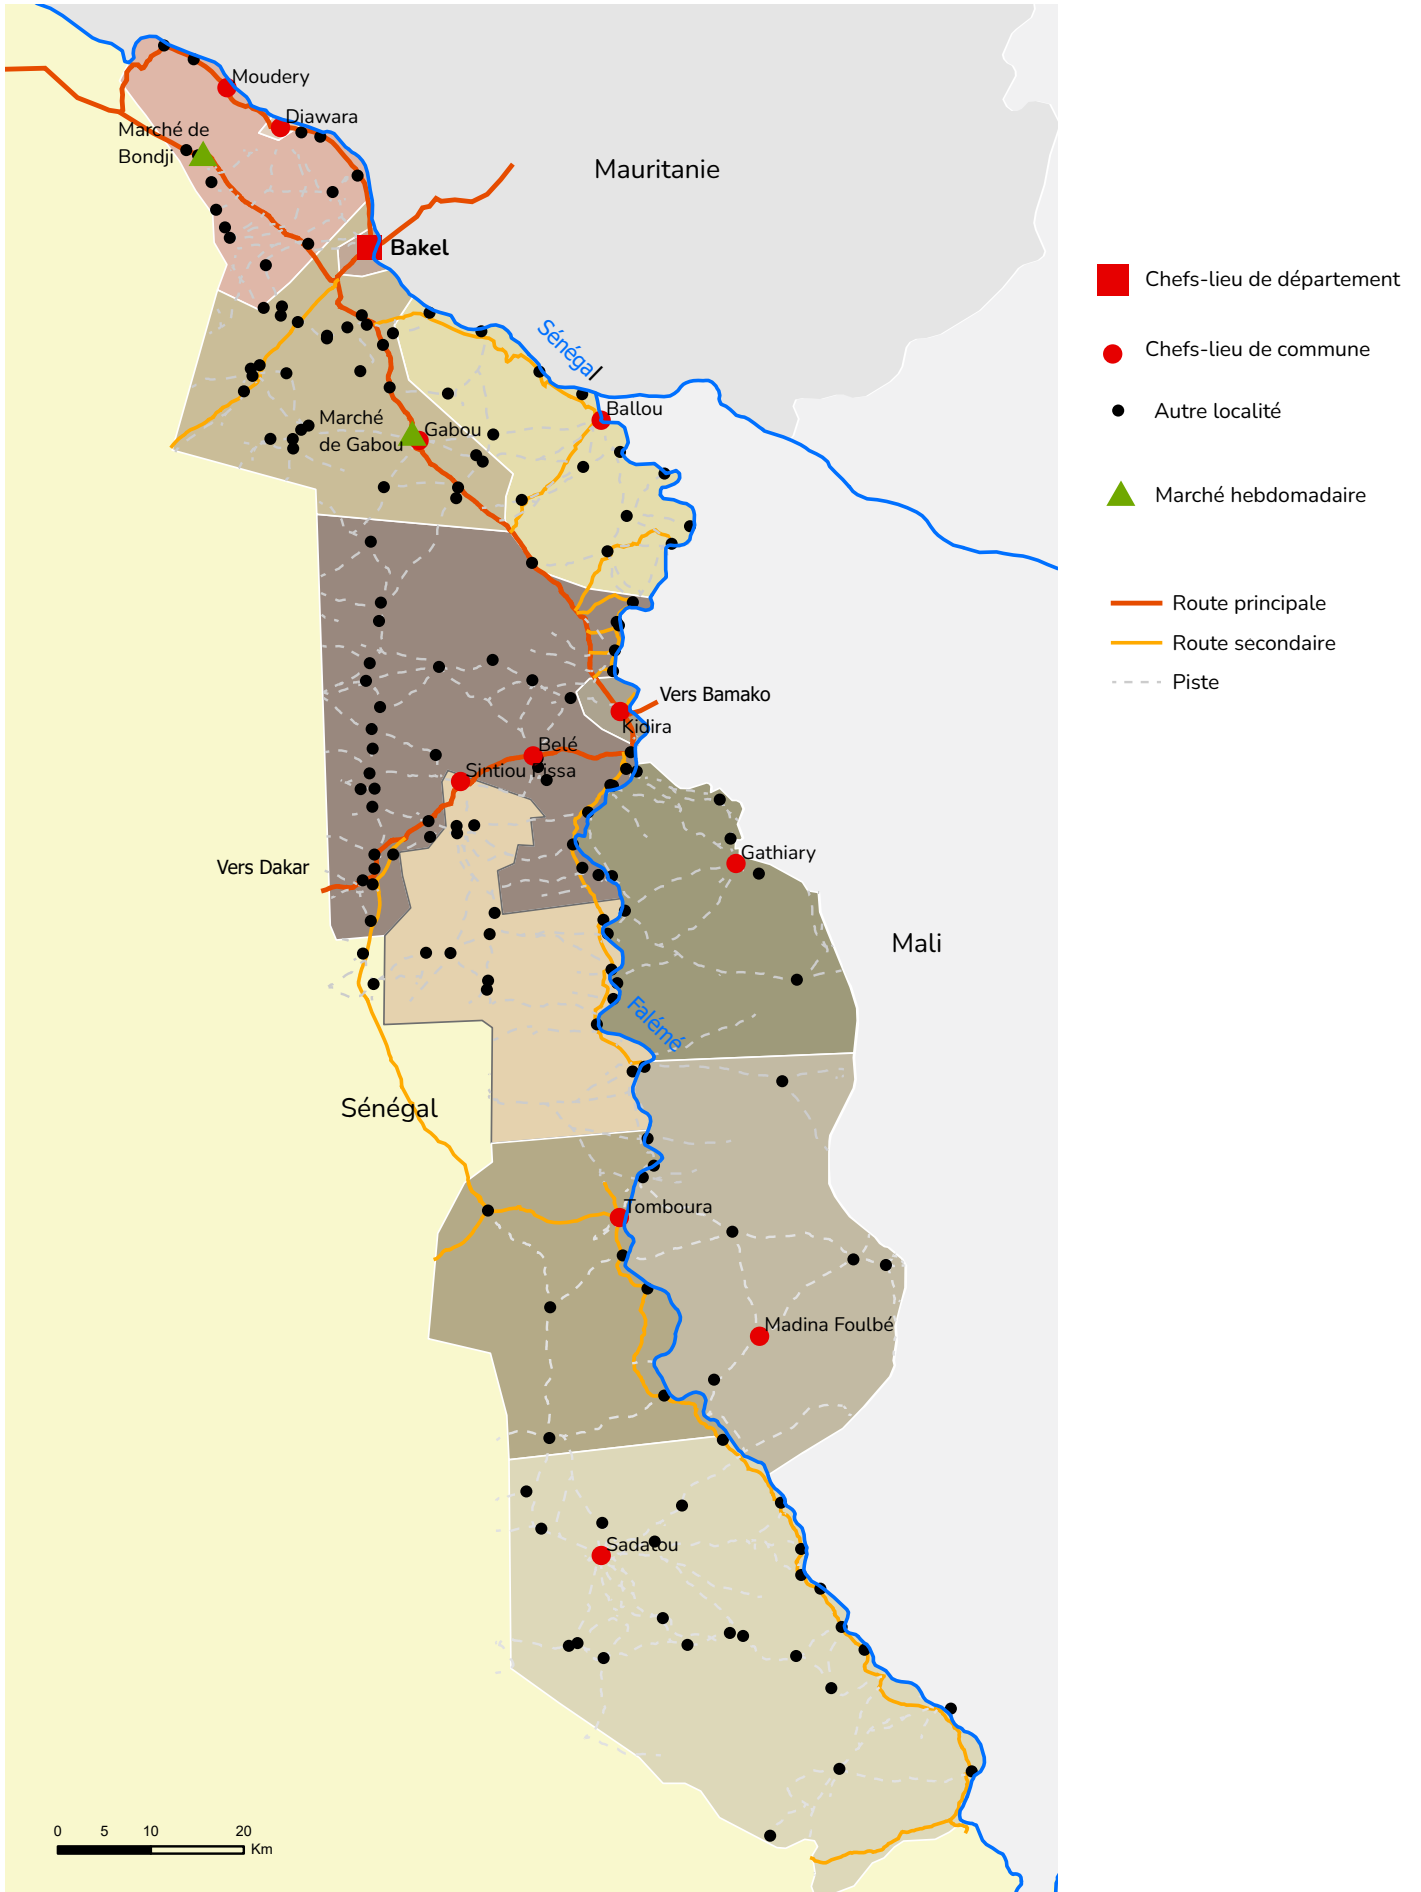 Moudery
Diawara
Marché de
Bondji
Mauritanie
Bakel
Sénégal
Ballou
Marché
de Gabou
Gabou
Vers Bamako
Kidira
Belé
Sintiou Fissa
Gathiary
Vers Dakar
Mali
Falémé
Sénégal
Tomboura
Madina Foulbé
Sadatou
0 5 10 20
Km
Chefs-lieu de département
Chefs-lieu de commune
Autre localité
Marché hebdomadaire
Route principale
Route secondaire
Piste